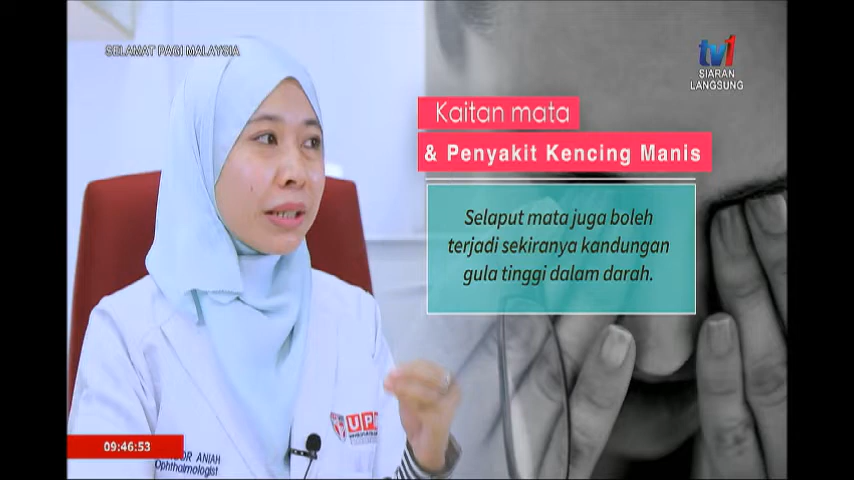 SELAMAT PAGI MALAYSIA
tv1
SIARAN
LANGSUNG
Kaitan mata
& Penyakit Kencing Manis
Selaput mata juga boleh
terjadi sekiranya kandungan
gula tinggi dalam darah.
ANIAH
Ophthalmologist
09:46:53